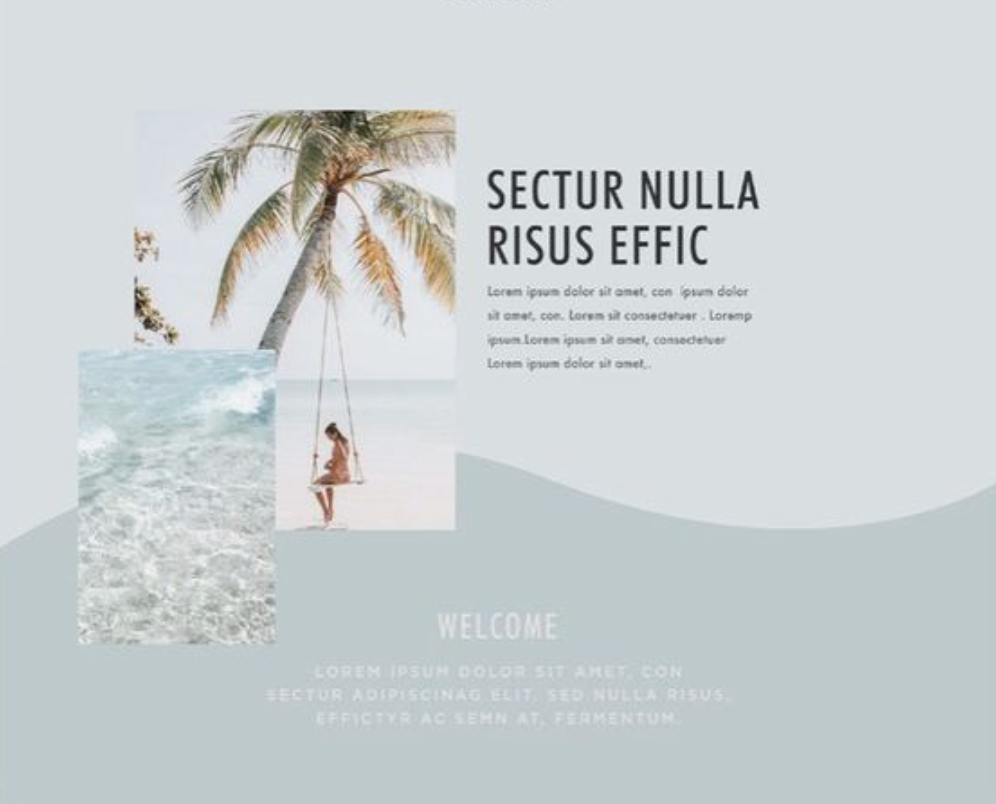 SECTUR NULLA
RISUS EFFIC
Lorem ipsum dolor sit amet, con ipsum dolor
sit amet, con. Lorem sit consectetuer . Loremp
ipsum.Lorem ipsum sit amet, consectetuer
Lorem ipsum dolor sit amet,.
WELCOME
LOREM IPSUM DOLOR SIT AMET, CON
SECTUR ADIPISCINAG ELIT, SED NULLA RISUS,
EFFICTYR AC SEMN AT, FERMENTUM.